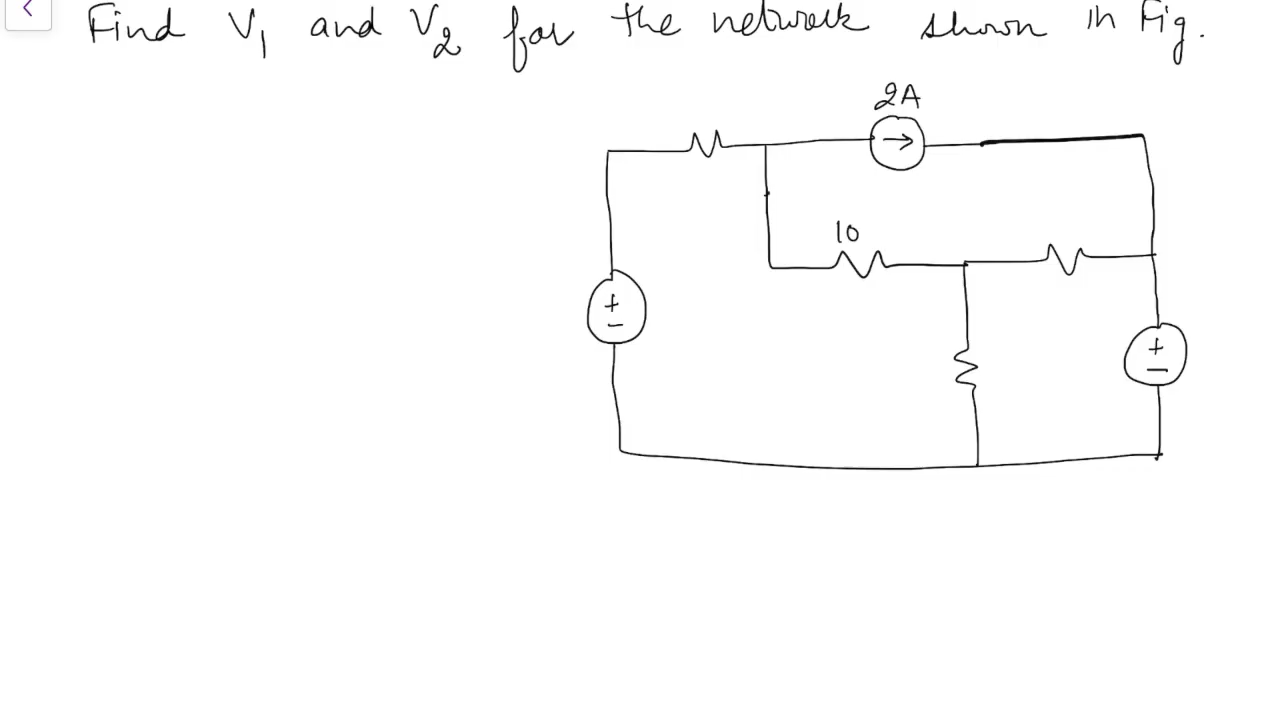 Find V1 and V2 for the network shown in Fig.
2A
10
+
−
+
−